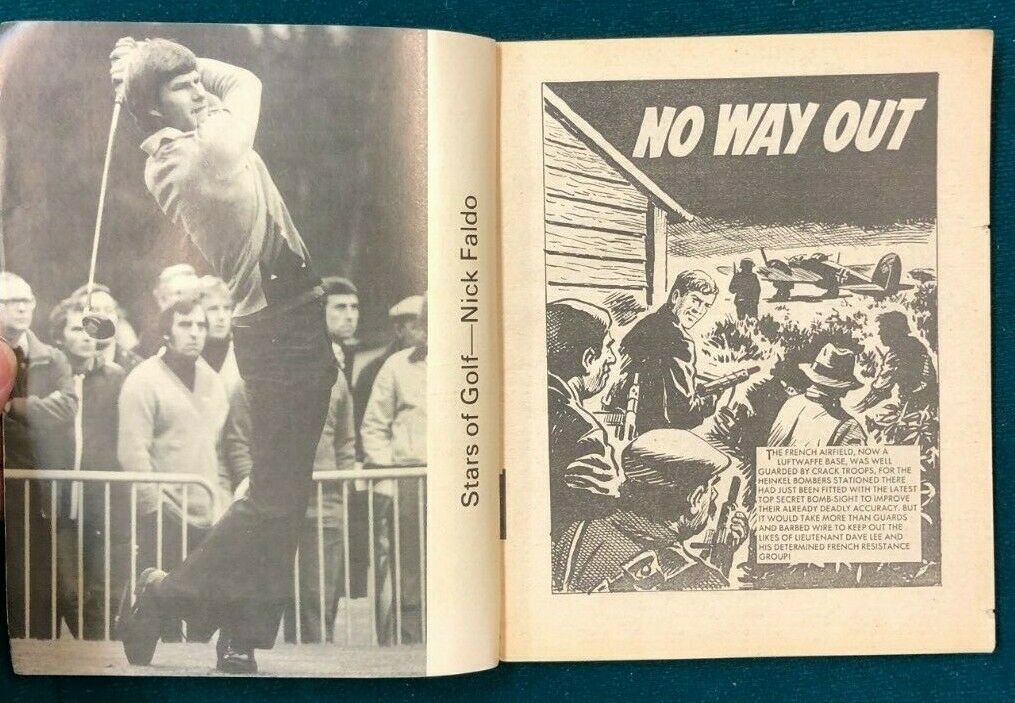 Stars of Golf—Nick Faldo
NO WAY OUT
THE FRENCH AIRFIELD, NOW A
LUFTWAFFE BASE, WAS WELL
GUARDED BY CRACK TROOPS, FOR THE
HEINKEL BOMBERS STATIONED THERE
HAD JUST BEEN FITTED WITH THE LATEST
TOP SECRET BOMB-SIGHT TO IMPROVE
THEIR ALREADY DEADLY ACCURACY. BUT
IT WOULD TAKE MORE THAN GUARDS
AND BARBED WIRE TO KEEP OUT THE
LIKES OF LIEUTENANT DAVE LEE AND
HIS DETERMINED FRENCH RESISTANCE
GROUP!